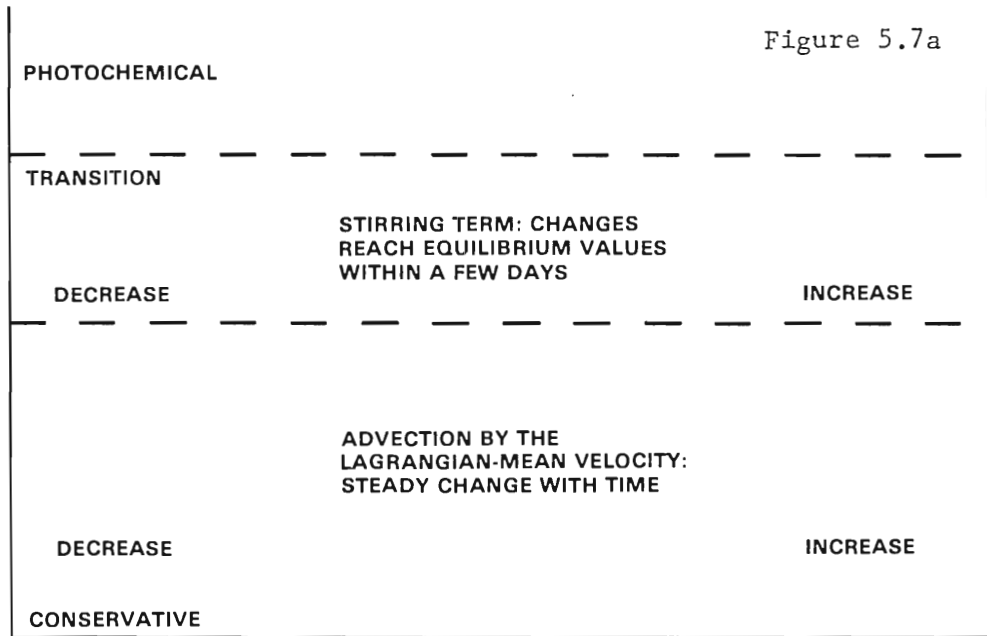 Figure 5.7a
PHOTOCHEMICAL
TRANSITION
STIRRING TERM: CHANGES
REACH EQUILIBRIUM VALUES
WITHIN A FEW DAYS
DECREASE
INCREASE
ADVECTION BY THE
LAGRANGIAN-MEAN VELOCITY:
STEADY CHANGE WITH TIME
DECREASE
INCREASE
CONSERVATIVE